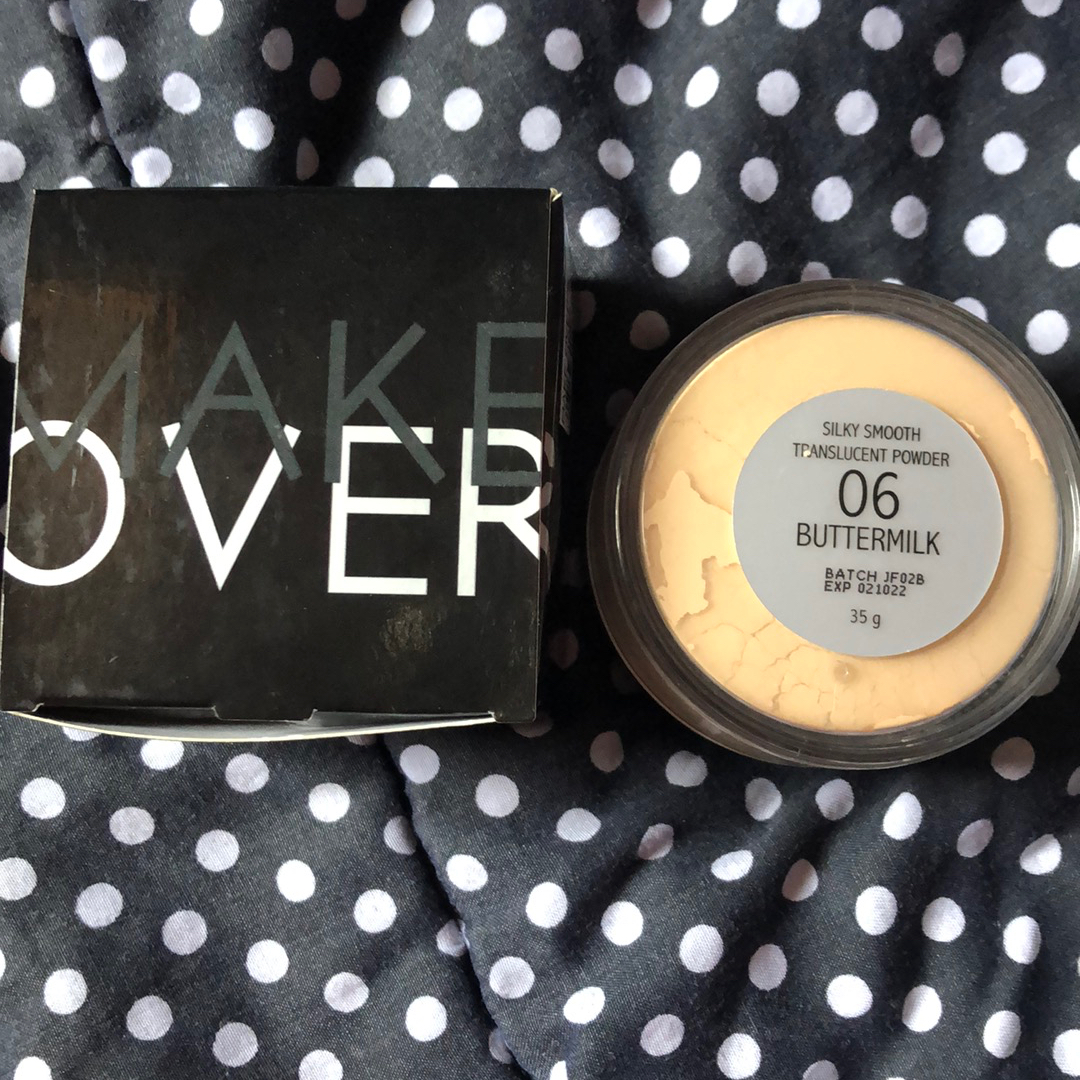 MAKE
OVER
SILKY SMOOTH
TRANSLUCENT POWDER
06
BUTTERMILK
BATCH JF02B
EXP 021022
35 g